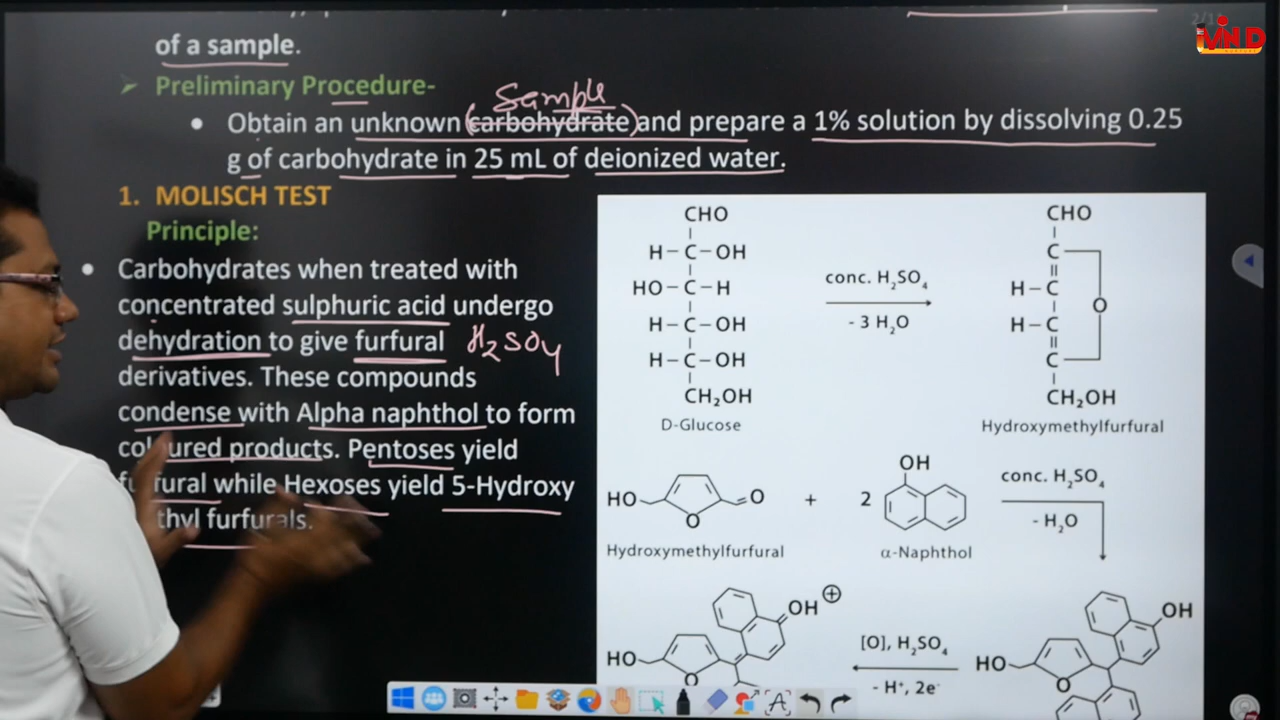 2/11
MIND
of a sample.
Preliminary Procedure-
Sample
Obtain an unknown (carbohydrate) and prepare a 1% solution by dissolving 0.25
g of carbohydrate in 25 mL of deionized water.
1. MOLISCH TEST
Principle:
Carbohydrates when treated with
concentrated sulphuric acid undergo
dehydration to give furfural H₂SO₄
derivatives. These compounds
condense with Alpha naphthol to form
coloured products. Pentoses yield
furfural while Hexoses yield 5-Hydroxy
thyl furfurals.
CHO
H–C–OH
HO–C–H
H–C–OH
H–C–OH
CH₂OH
D-Glucose
conc. H₂SO₄
- 3 H₂O
CHO
C
H–C
O
H–C
C
CH₂OH
Hydroxymethylfurfural
HO O O
Hydroxymethylfurfural
+
2
OH
α-Naphthol
conc. H₂SO₄
- H₂O
OH
HO
O
[O], H₂SO₄
- H⁺, 2e⁻
OH ⊕
HO
O
A